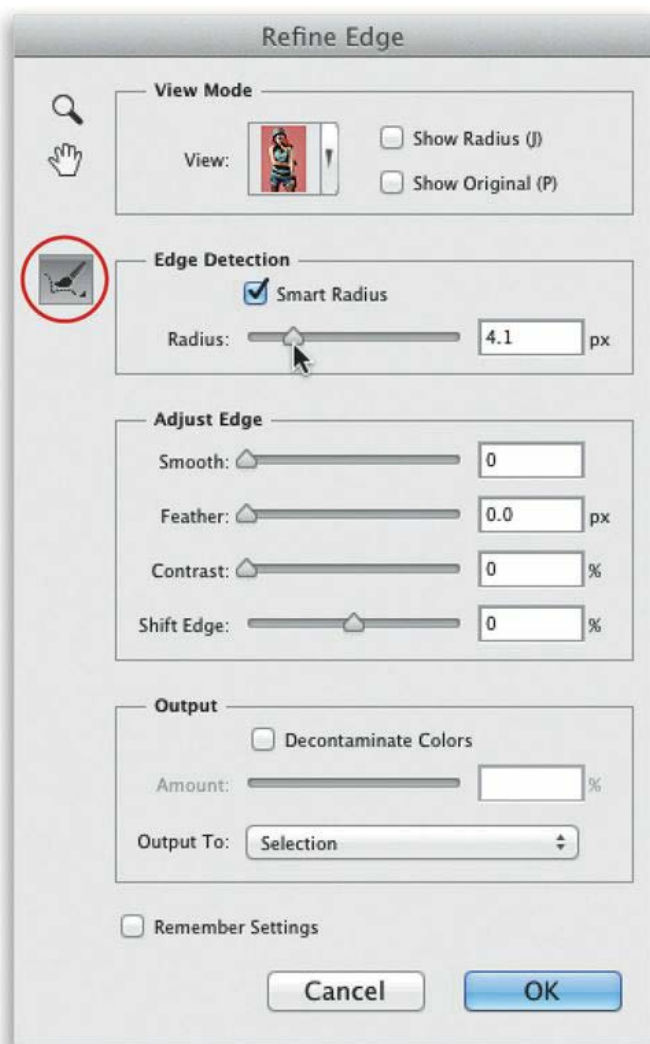 Refine Edge
View Mode
View:
Show Radius (J)
Show Original (P)
Edge Detection
Smart Radius
Radius: 4.1 px
Adjust Edge
Smooth: 0
Feather: 0.0 px
Contrast: 0 %
Shift Edge: 0 %
Output
Decontaminate Colors
Amount: %
Output To: Selection
Remember Settings
Cancel OK